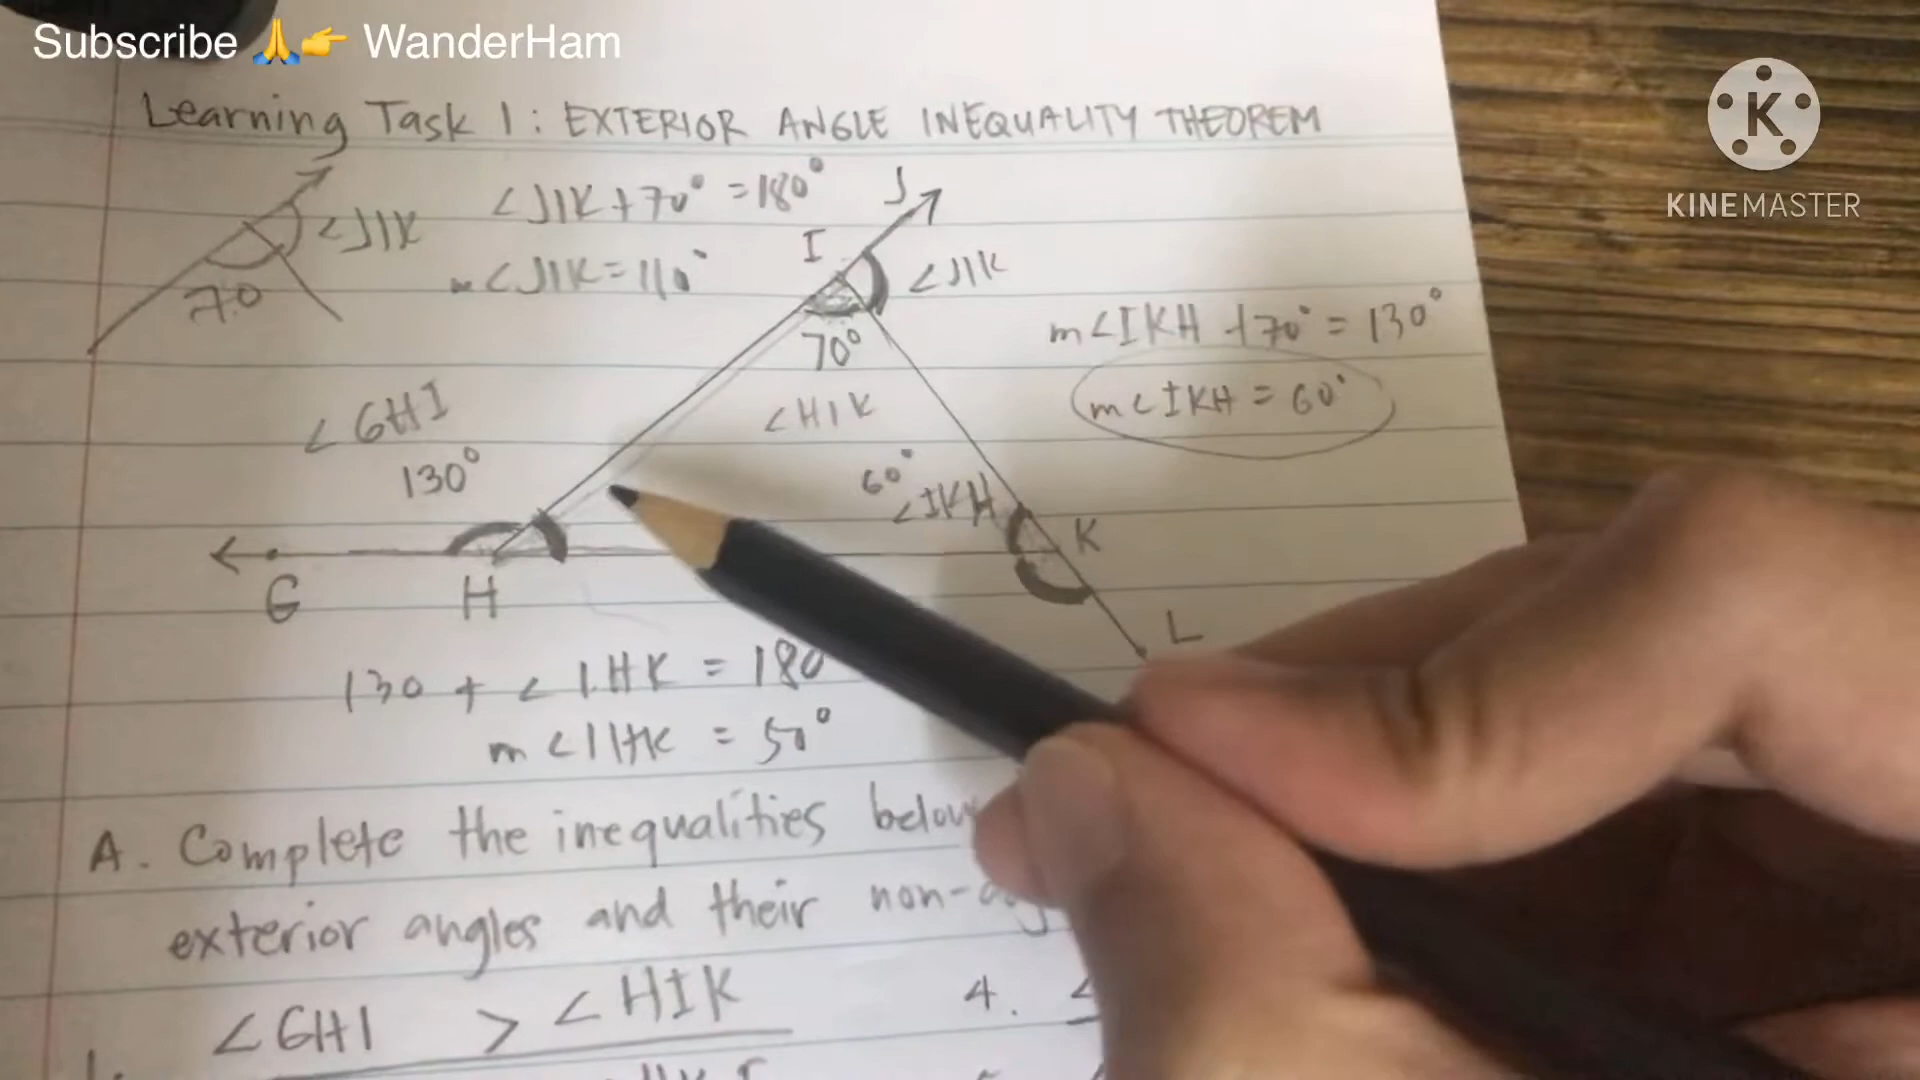 Subscribe 🙏👉 WanderHam
K
KINEMASTER
Learning Task 1: EXTERIOR ANGLE INEQUALITY THEOREM
∠JIK
70
∠JIK + 70° = 180°
m∠JIK = 110°
J
I
∠JIK
70°
∠HIK
m∠IKH + 70° = 130°
m∠IKH = 60°
∠GHI
130°
60°
∠IKH
K
G
H
L
130 + ∠IHK = 180
m∠IHK = 50°
A. Complete the inequalities below
exterior angles and their non-
∠GHI > ∠HIK
4. ∠